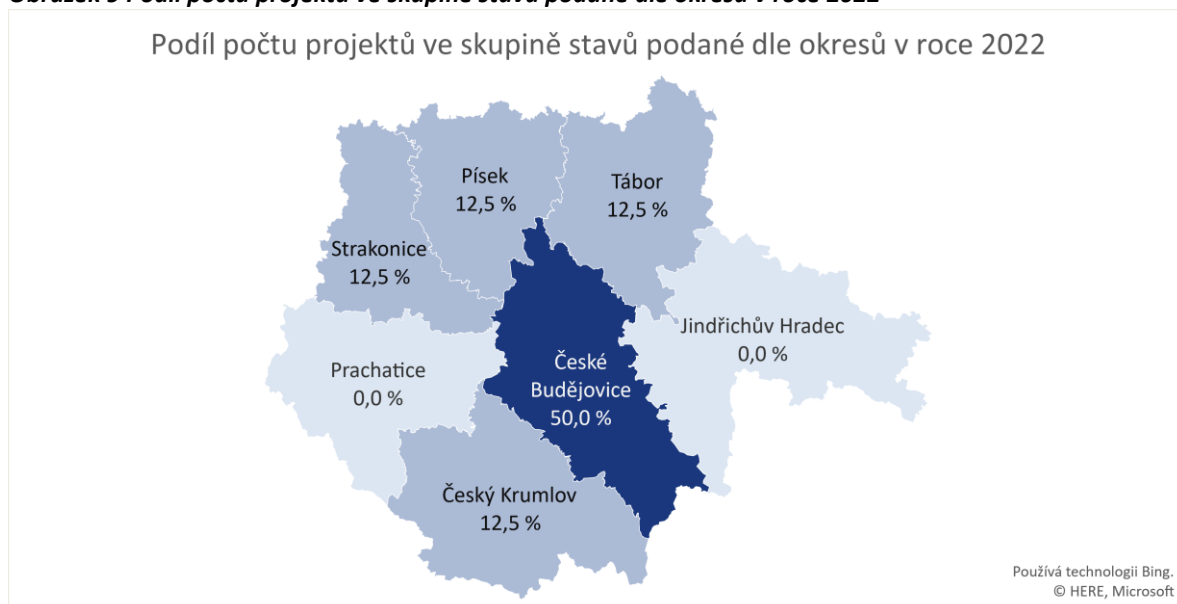 Podíl počtu projektů ve skupině stavů podané dle okresů v roce 2022
Písek
12,5 %
Tábor
12,5 %
Strakonice
12,5 %
Jindřichův Hradec
0,0 %
Prachatice
0,0 %
České
Budějovice
50,0 %
Český Krumlov
12,5 %
Používá technologii Bing.
© HERE, Microsoft